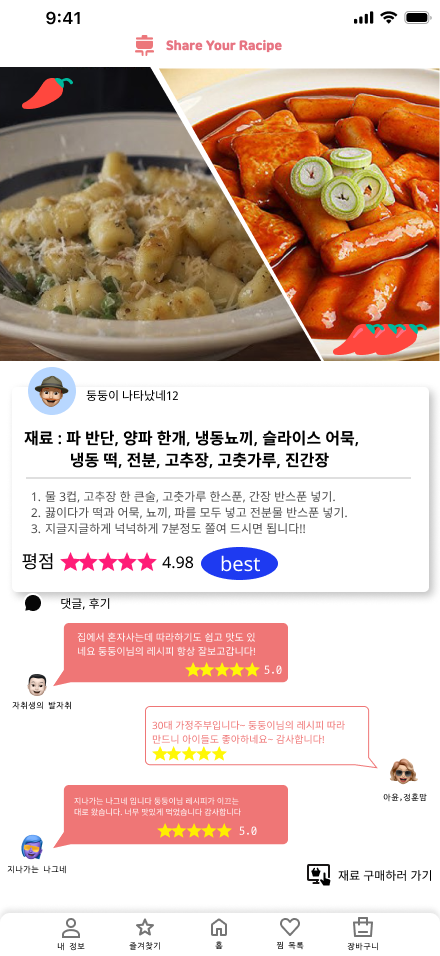 9:41
Share Your Racipe
둥둥이 나타났네12
재료 : 파 반단, 양파 한개, 냉동뇨끼, 슬라이스 어묵,
냉동 떡, 전분, 고추장, 고춧가루, 진간장
1. 물 3컵, 고추장 한 큰술, 고춧가루 한스푼, 간장 반스푼 넣기.
2. 끓이다가 떡과 어묵, 뇨끼, 파를 모두 넣고 전분물 반스푼 넣기.
3. 지글지글하게 넉넉하게 7분정도 쫄여 드시면 됩니다!!
평점 ★★★★★ 4.98 best
댓글, 후기
집에서 혼자사는데 따라하기도 쉽고 맛도 있
네요 둥둥이님의 레시피 항상 잘보고갑니다!
★★★★★ 5.0
자취생의 발자취
30대 가정주부입니다~ 둥둥이님의 레시피 따라
만드니 아이들도 좋아하네요~ 감사합니다!
★★★★★
아윤,정훈맘
지나가는 나그네 입니다 둥둥이님 레시피가 이끄는
대로 왔습니다. 너무 맛있게 먹었습니다 감사합니다
★★★★★ 5.0
지나가는 나그네
재료 구매하러 가기
내 정보 즐겨찾기 홈 찜 목록 장바구니